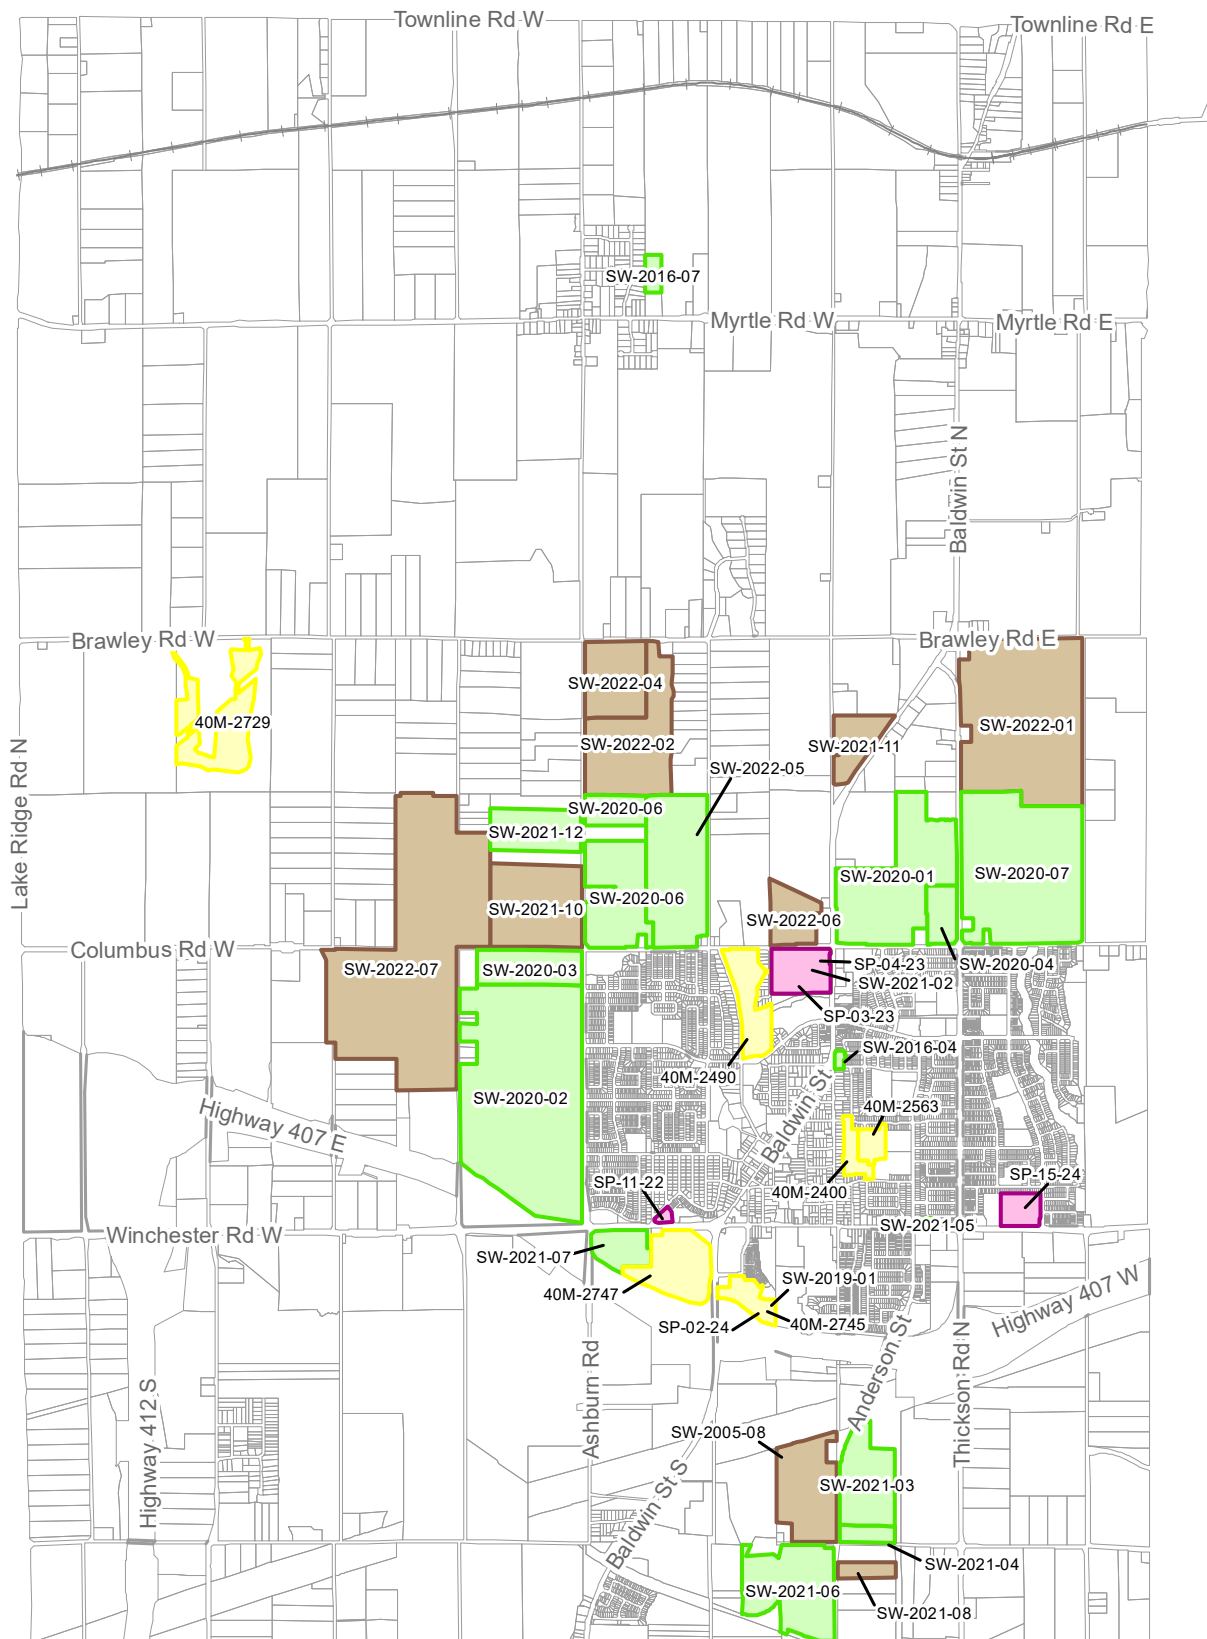 Townline Rd W
Townline Rd E
SW-2016-07
Myrtle Rd W
Myrtle Rd E
Baldwin St N
Brawley Rd W
Brawley Rd E
SW-2022-04
40M-2729
SW-2022-01
SW-2022-02
SW-2021-11
SW-2022-05
Lake Ridge Rd N
SW-2020-06
SW-2021-12
SW-2020-01
SW-2020-07
SW-2020-06
SW-2021-10
SW-2022-06
Columbus Rd W
SW-2022-07
SW-2020-03
SP-04-23
SW-2020-04
SW-2021-02
SP-03-23
SW-2016-04
40M-2490
SW-2020-02
40M-2563
Highway 407 E
Baldwin St
SP-15-24
SP-11-22
40M-2400
SW-2021-05
Winchester Rd W
SW-2021-07
SW-2019-01
40M-2747
Highway 407 W
40M-2745
SP-02-24
Ashburn Rd
Anderson St
Thickson Rd N
Highway 412 S
SW-2005-08
SW-2021-03
Baldwin St S
SW-2021-04
SW-2021-06
SW-2021-08